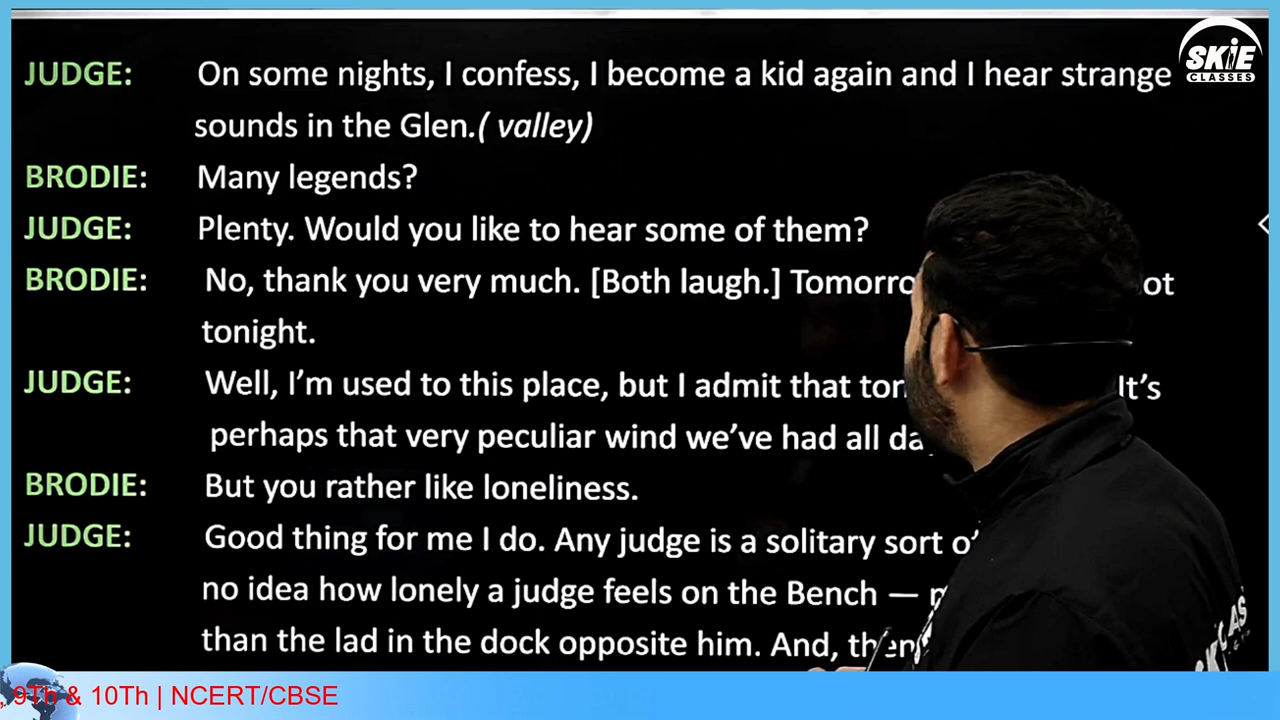 SKiE
CLASSES
JUDGE: On some nights, I confess, I become a kid again and I hear strange
sounds in the Glen.( valley)
BRODIE: Many legends?
JUDGE: Plenty. Would you like to hear some of them?
BRODIE: No, thank you very much. [Both laugh.] Tomorro ot
tonight.
JUDGE: Well, I’m used to this place, but I admit that ton It’s
perhaps that very peculiar wind we’ve had all da
BRODIE: But you rather like loneliness.
JUDGE: Good thing for me I do. Any judge is a solitary sort o
no idea how lonely a judge feels on the Bench —
than the lad in the dock opposite him. And, then
, 9Th & 10Th | NCERT/CBSE